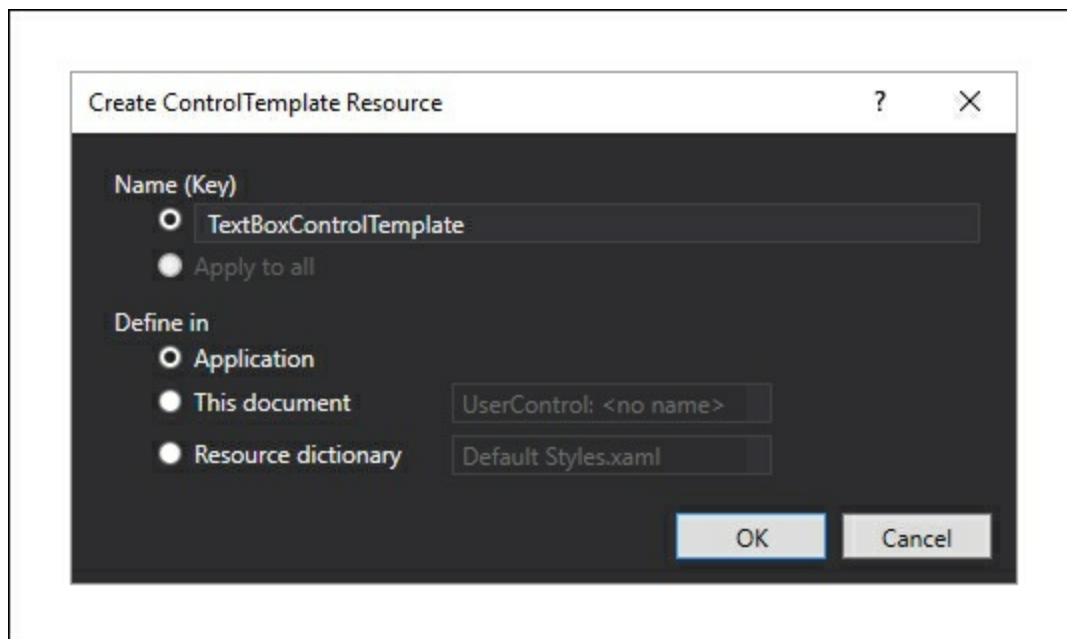 Create ControlTemplate Resource ?
Name (Key)
TextBoxControlTemplate
Apply to all
Define in
Application
This document UserControl: <no name>
Resource dictionary Default Styles.xaml
OK Cancel